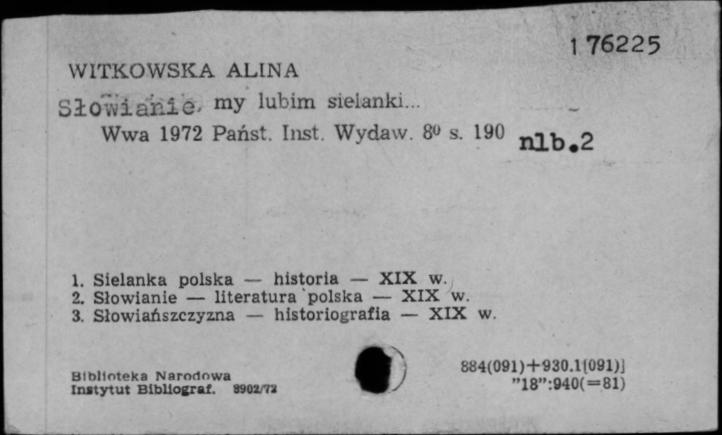 1 76225
WITKOWSKA ALINA
Słowianie, my lubim sielanki...
Wwa 1972 Państ. Inst. Wydaw. 8⁰ s. 190 nlb.2
1. Sielanka polska — historia — XIX w.
2. Słowianie — literatura polska — XIX w.
3. Słowiańszczyzna — historiografia — XIX w.
884(091)+930.1[091)]
Biblioteka Narodowa
"18":940(=81)
Instytut Bibliograf. 8902/72